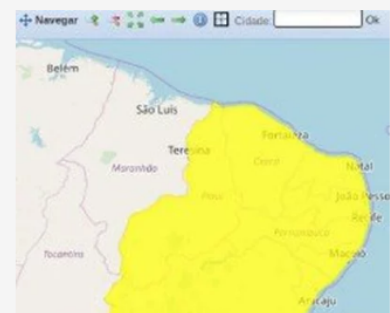 Navegar Cidade: Ok
Belém
São Luís
Fortaleza
Teresina
Maranhão
Ceará
Natal
Piauí
João Pessoa
Recife
Pernambuco
Tocantins
Maceió
Aracaju